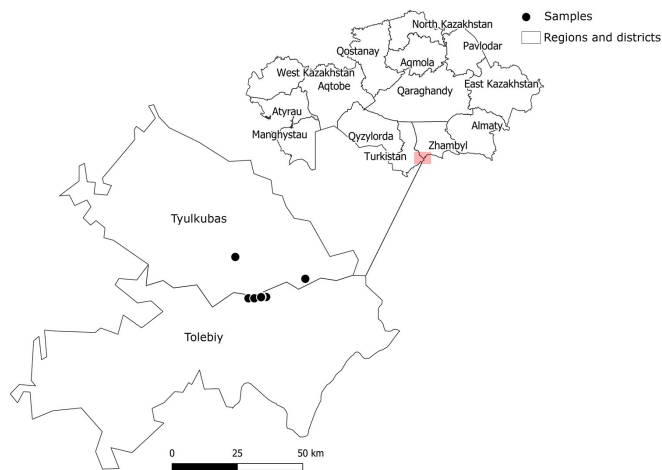 Samples
Regions and districts
North Kazakhstan
Qostanay
Pavlodar
Aqmola
West Kazakhstan
East Kazakhstan
Aqtobe
Qaraghandy
Atyrau
Almaty
Manghystau
Qyzylorda
Zhambyl
Turkistan
Tyulkubas
Tolebiy
0 25 50 km